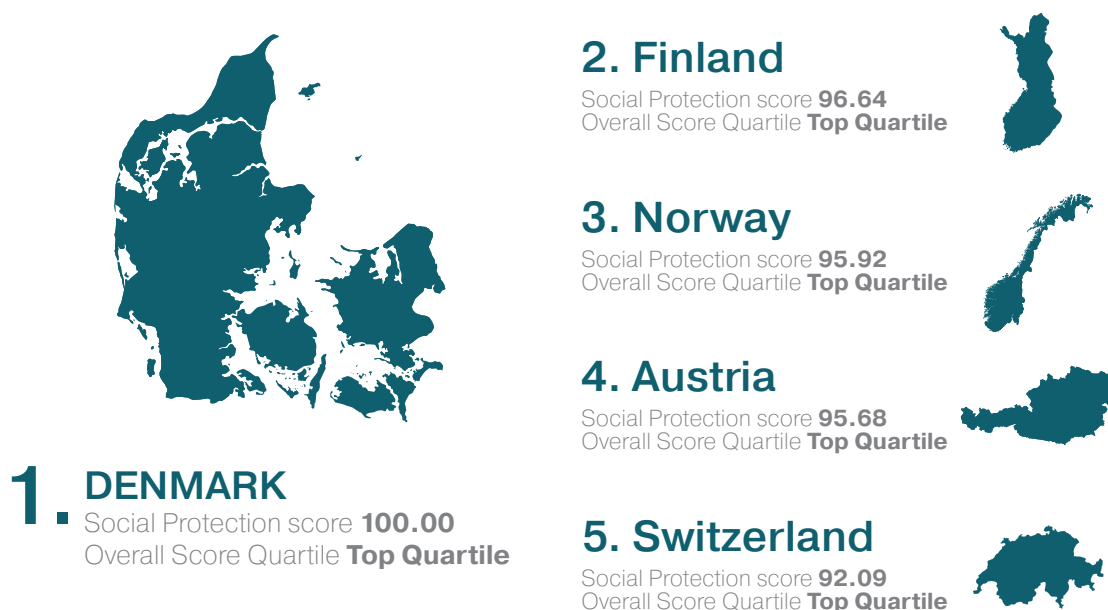 1. DENMARK
Social Protection score 100.00
Overall Score Quartile Top Quartile
2. Finland
Social Protection score 96.64
Overall Score Quartile Top Quartile
3. Norway
Social Protection score 95.92
Overall Score Quartile Top Quartile
4. Austria
Social Protection score 95.68
Overall Score Quartile Top Quartile
5. Switzerland
Social Protection score 92.09
Overall Score Quartile Top Quartile